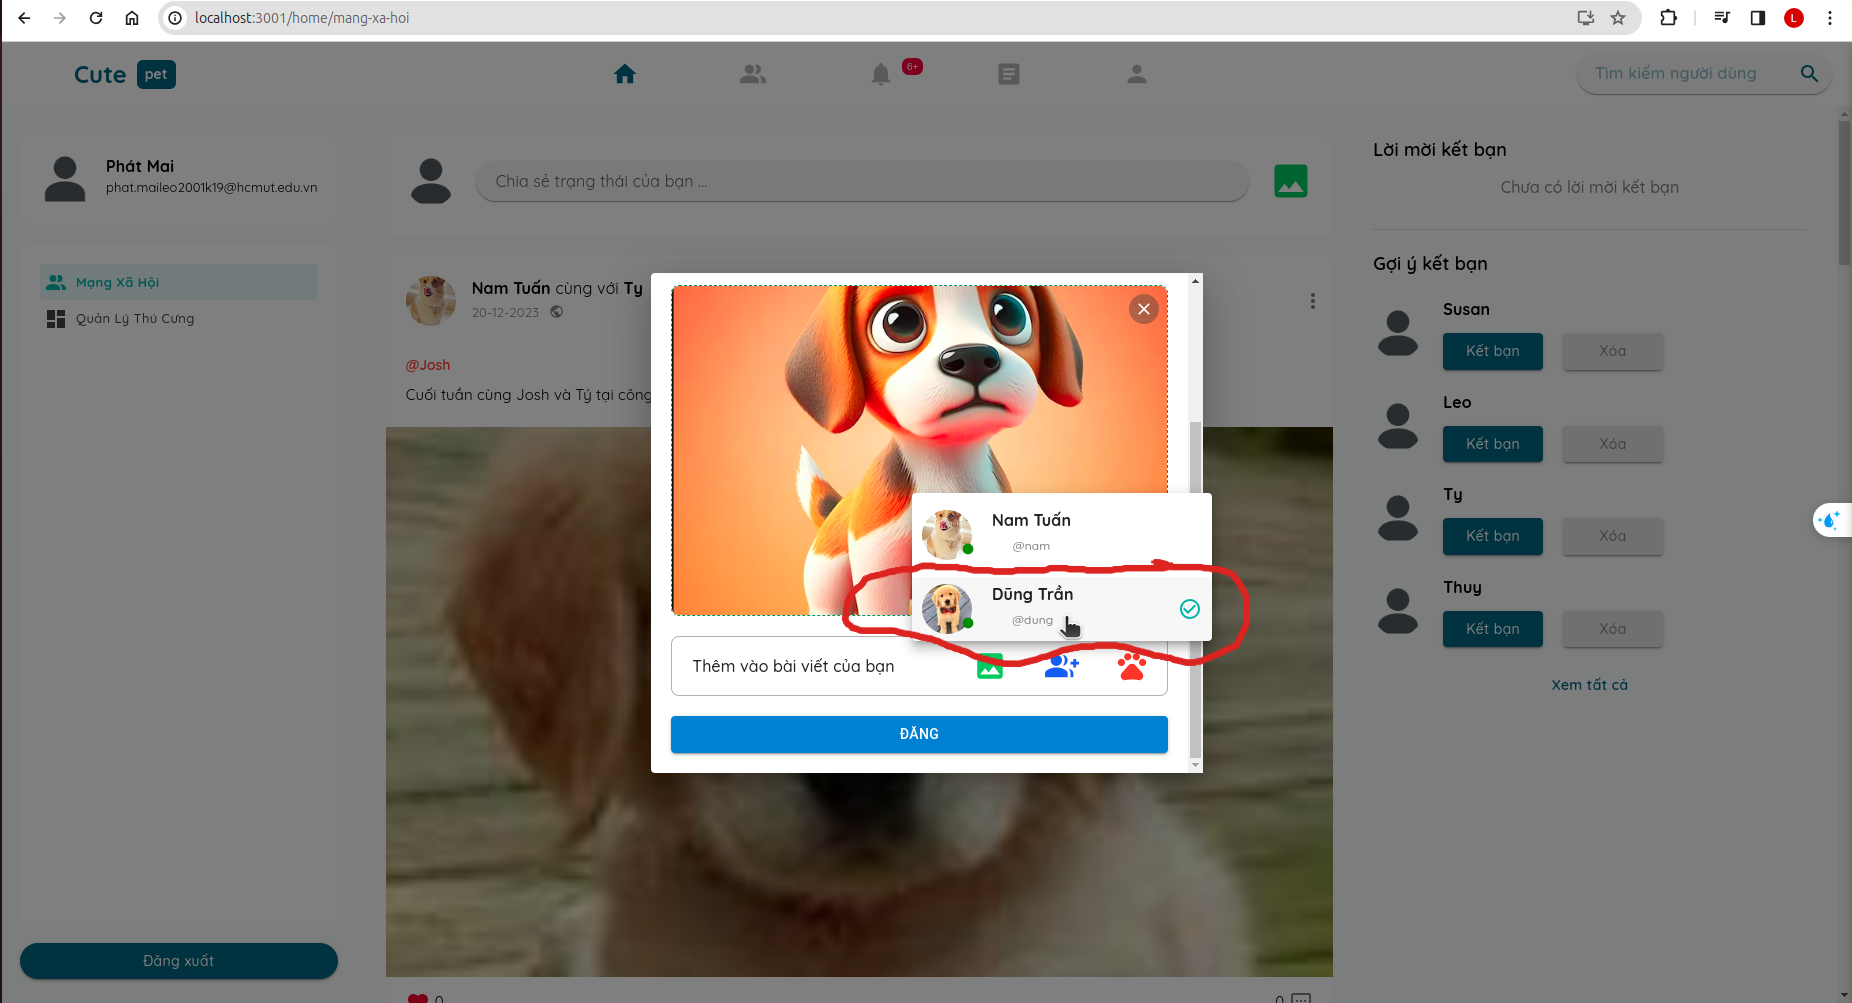 localhost:3001/home/mang-xa-hoi
L
Cute pet
6+
Tìm kiếm người dùng
Phát Mai
phat.maileo2001k19@hcmut.edu.vn
Mạng Xã Hội
Quản Lý Thú Cưng
Đăng xuất
Chia sẻ trạng thái của bạn ...
Nam Tuấn cùng với Ty
20-12-2023
@Josh
Cuối tuần cùng Josh và Tý tại công
Nam Tuấn
@nam
Dũng Trần
@dung
Thêm vào bài viết của bạn
ĐĂNG
0
0
Lời mời kết bạn
Chưa có lời mời kết bạn
Gợi ý kết bạn
Susan
Kết bạn Xóa
Leo
Kết bạn Xóa
Ty
Kết bạn Xóa
Thuy
Kết bạn Xóa
Xem tất cả